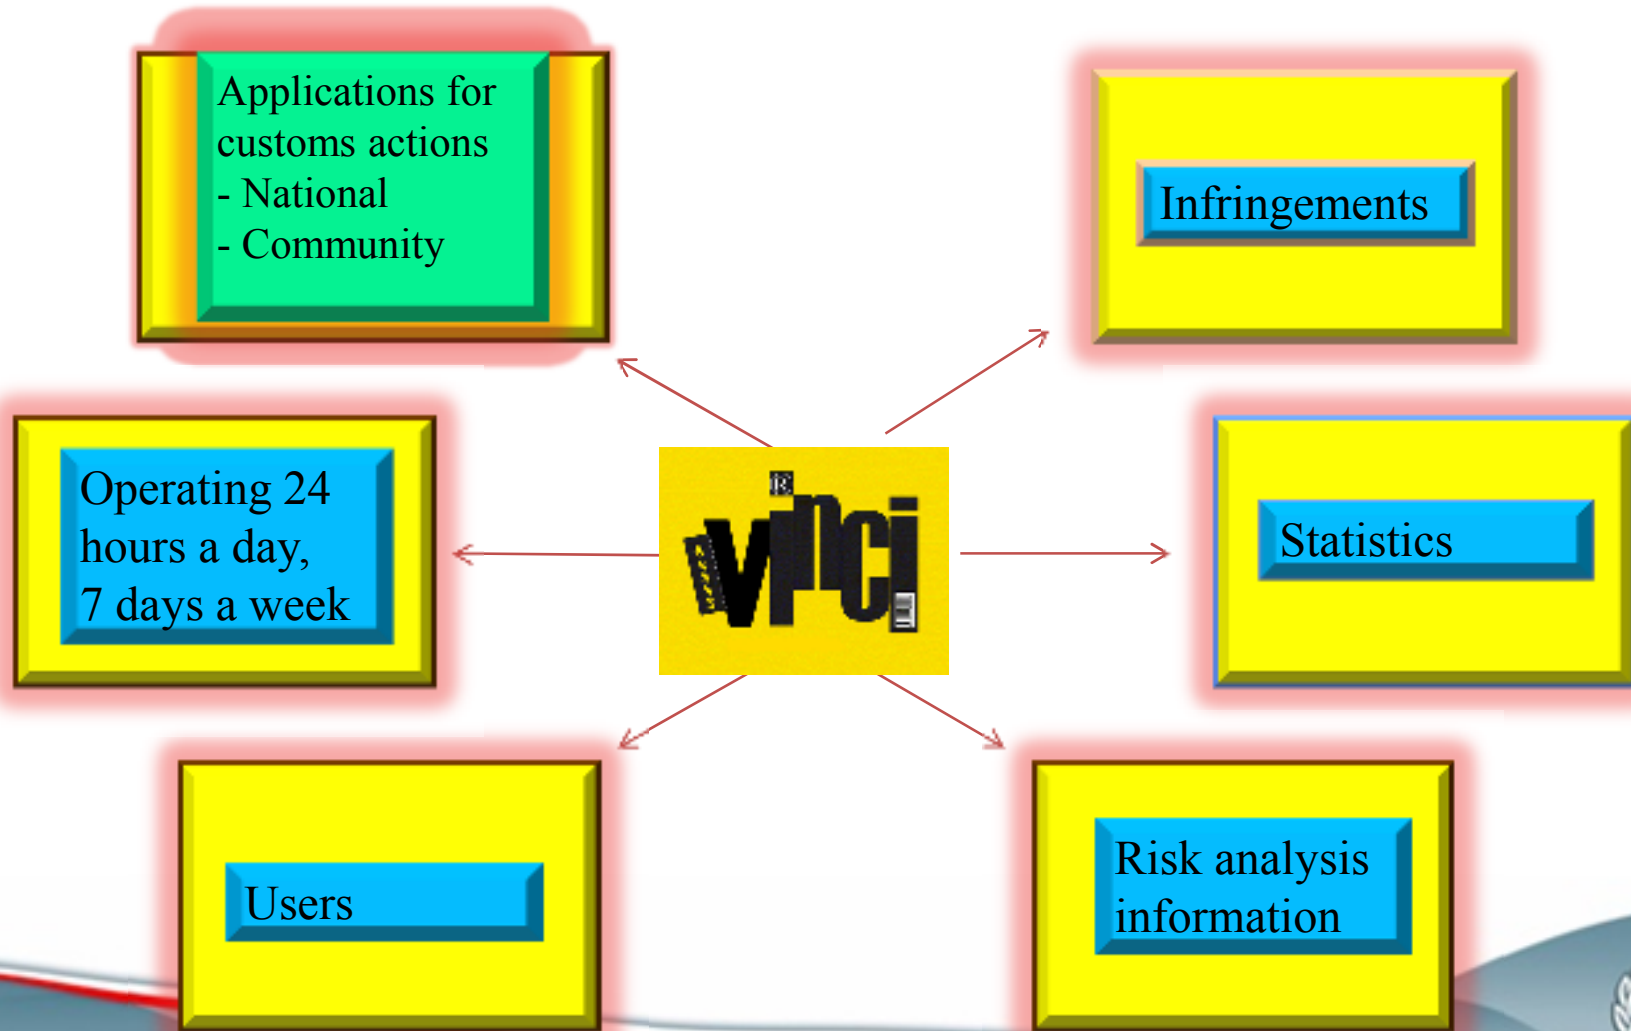 Applications for
customs actions
- National
- Community
Infringements
Operating 24
hours a day,
7 days a week
vinci
Statistics
Users
Risk analysis
information